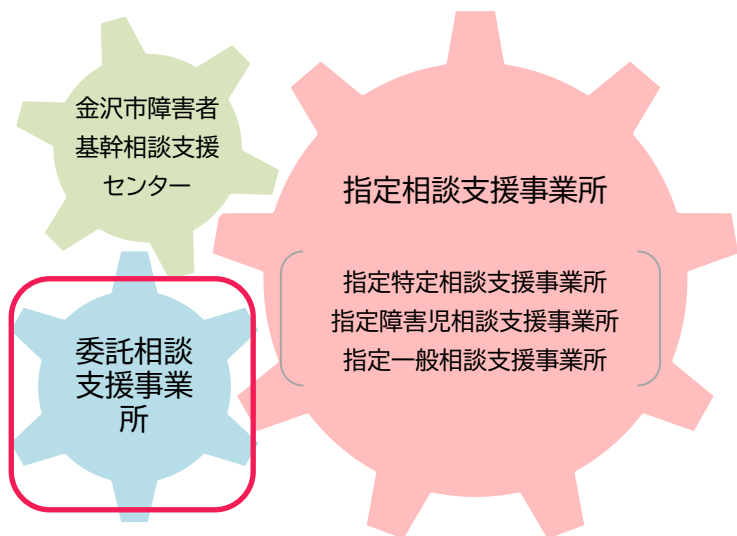 金沢市障害者
基幹相談支援
センター
指定相談支援事業所
指定特定相談支援事業所
指定障害児相談支援事業所
指定一般相談支援事業所
委託相談
支援事業
所